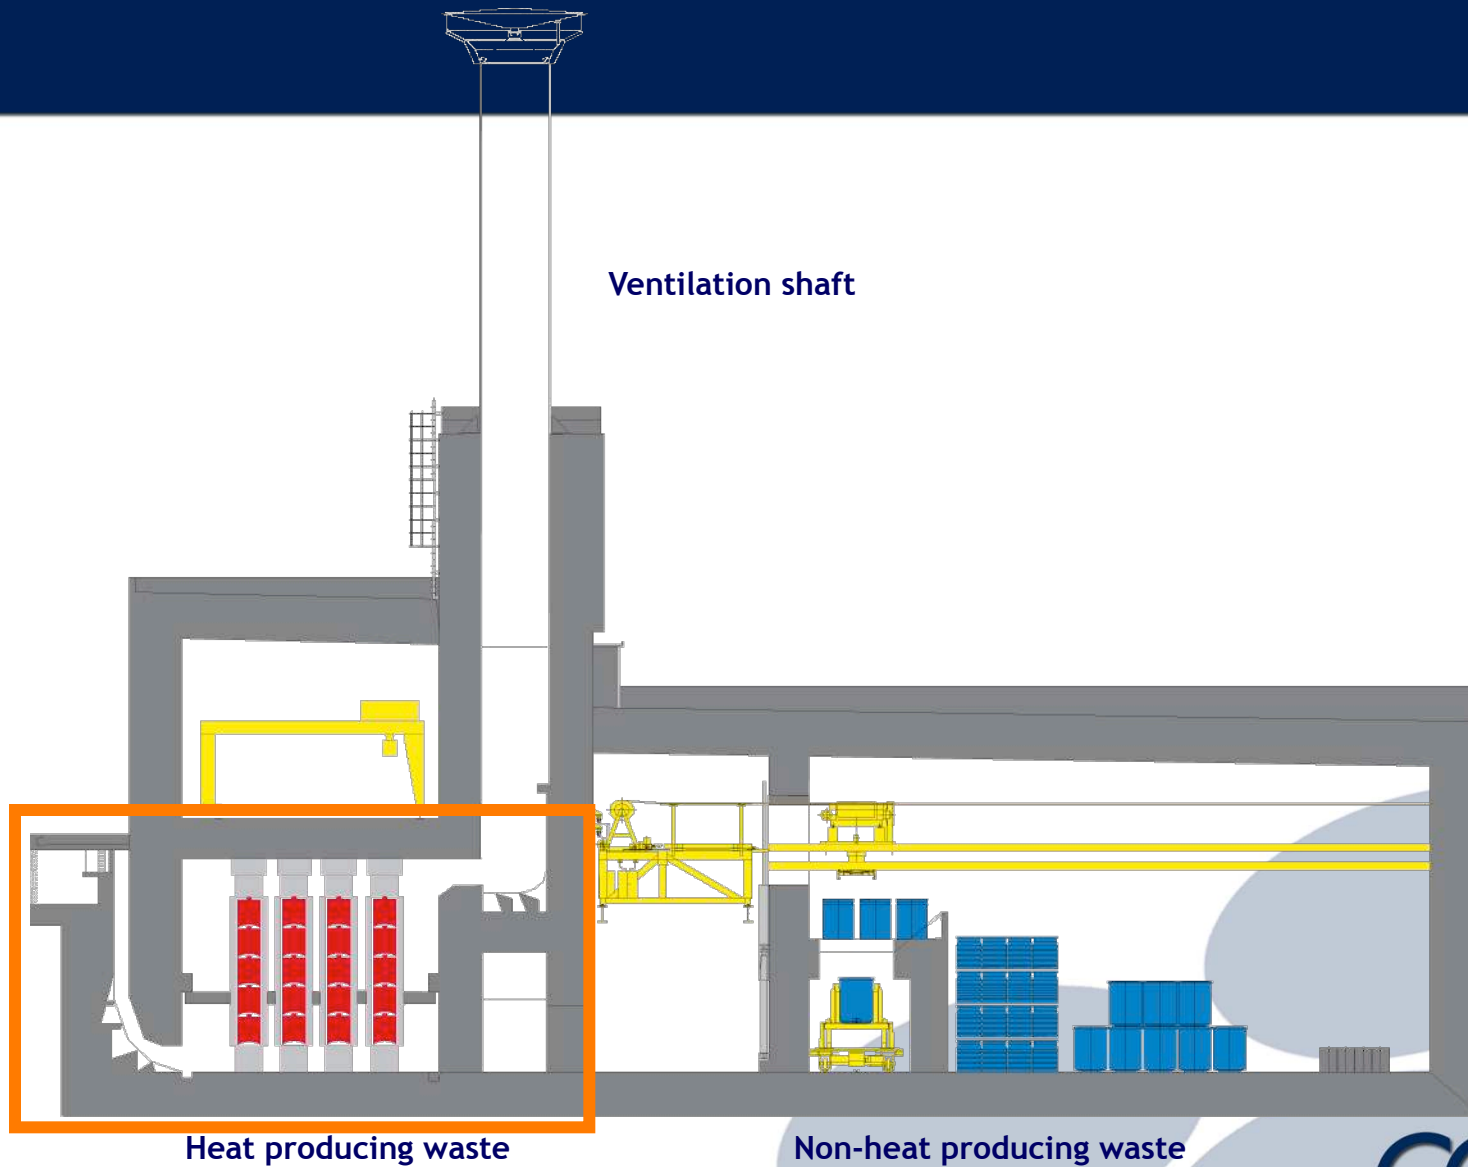 Ventilation shaft
Heat producing waste
Non-heat producing waste